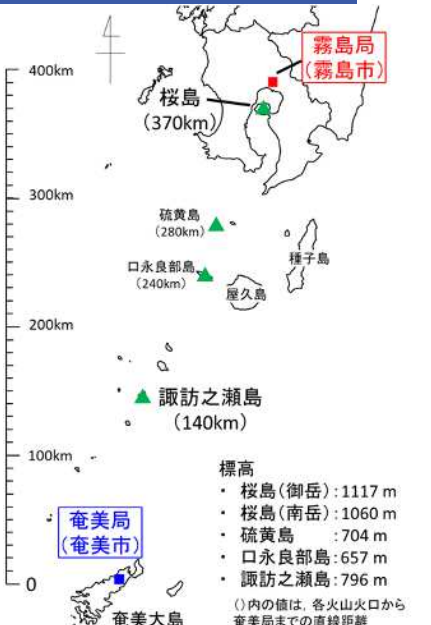 霧島局
(霧島市)
400km
桜島
(370km)
300km
硫黄島
(280km)
種子島
口永良部島
(240km)
屋久島
200km
諏訪之瀬島
(140km)
100km
標高
・ 桜島(御岳):1117 m
・ 桜島(南岳):1060 m
・ 硫黄島 :704 m
・ 口永良部島:657 m
・ 諏訪之瀬島:796 m
奄美局
(奄美市)
0
()内の値は, 各火山火口から
奄美局までの直線距離
奄美大島